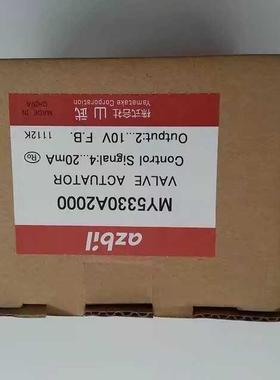 azbil
MY5330A2000
VALVE ACTUATOR
Control Signal:4...20mA
Output:2...10V F.B.
1112K
株式会社 山武
Yamatake Corporation
MADE IN
CHINA